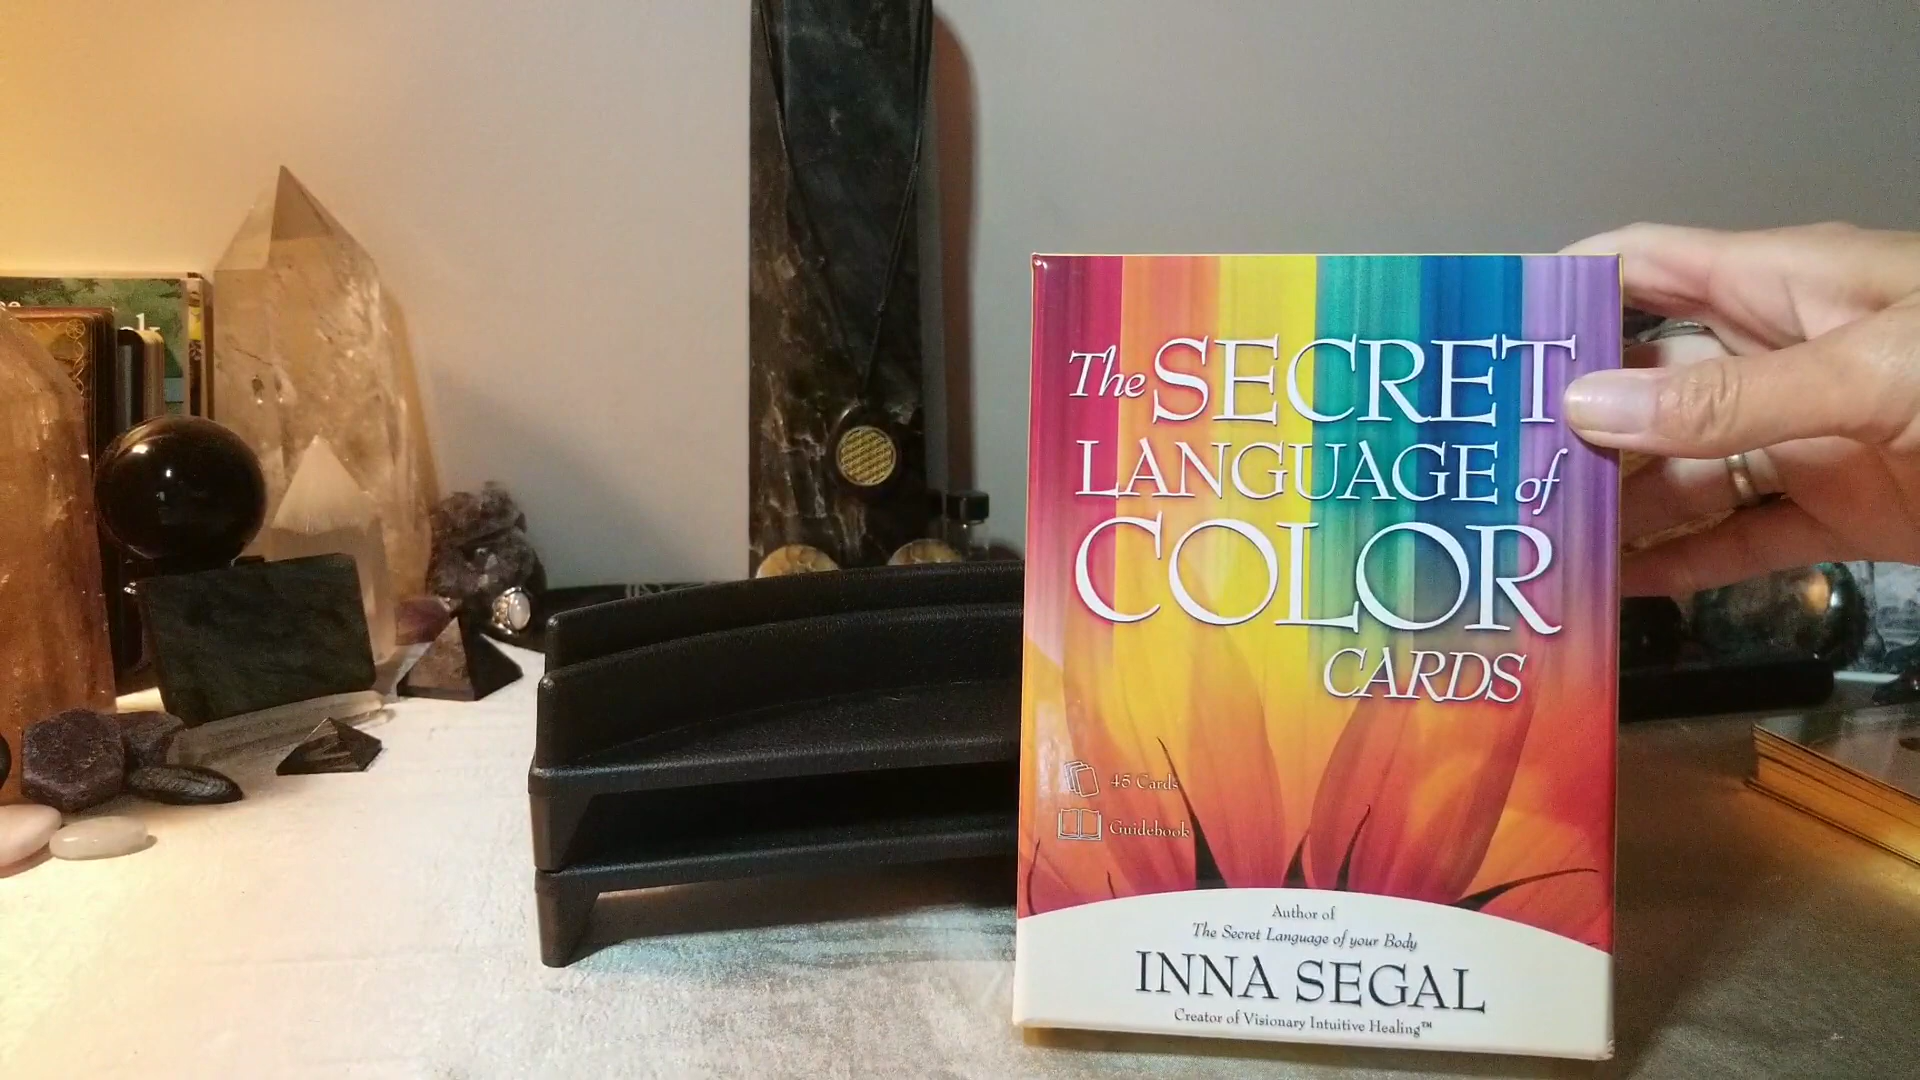 The SECRET
LANGUAGE of
COLOR
CARDS
45 Cards
Guidebook
Author of
The Secret Language of your Body
INNA SEGAL
Creator of Visionary Intuitive Healing™